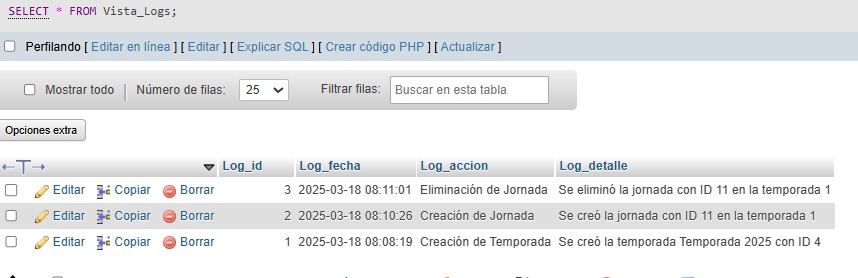 SELECT * FROM Vista_Logs;
Perfilando [ Editar en línea ] [ Editar ] [ Explicar SQL ] [ Crear código PHP ] [ Actualizar ]
Mostrar todo | Número de filas: 25 Filtrar filas: Buscar en esta tabla
Opciones extra
←T→ Log_id Log_fecha Log_accion Log_detalle
Editar Copiar Borrar 3 2025-03-18 08:11:01 Eliminación de Jornada Se eliminó la jornada con ID 11 en la temporada 1
Editar Copiar Borrar 2 2025-03-18 08:10:26 Creación de Jornada Se creó la jornada con ID 11 en la temporada 1
Editar Copiar Borrar 1 2025-03-18 08:08:19 Creación de Temporada Se creó la temporada Temporada 2025 con ID 4